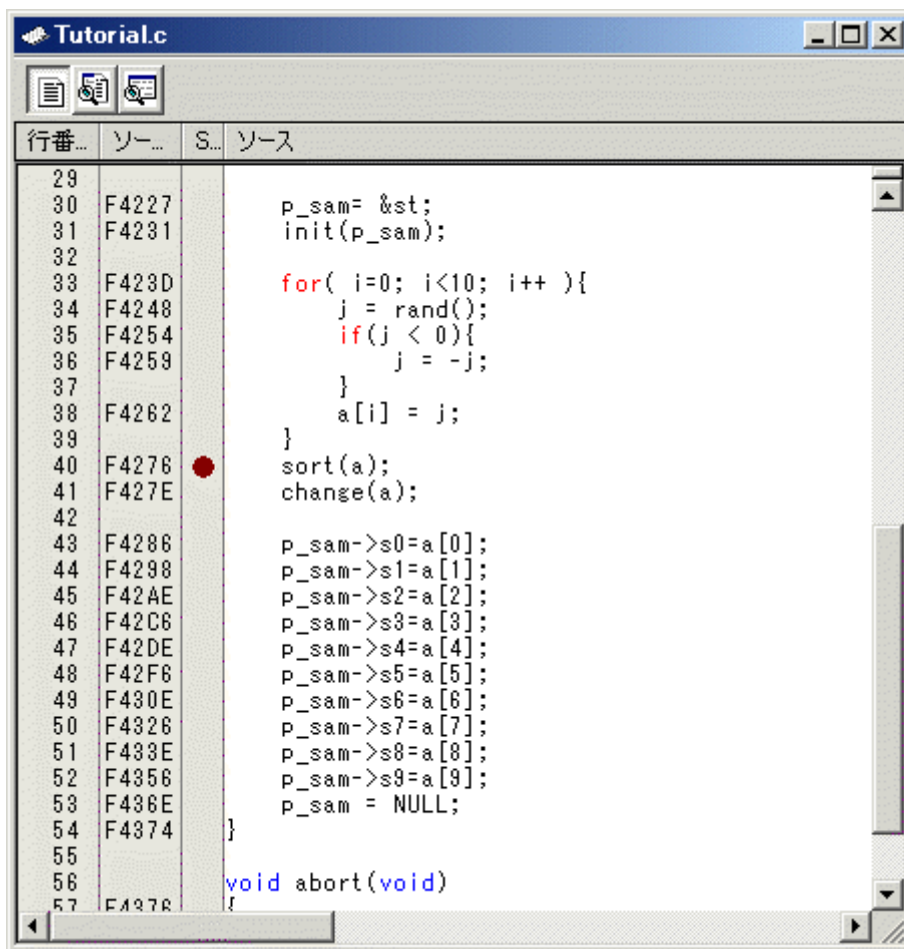 Tutorial.c
行番... ソー... S... ソース
29
30 F4227 p_sam= &st;
31 F4231 init(p_sam);
32
33 F423D for( i=0; i<10; i++ ){
34 F4248 j = rand();
35 F4254 if(j < 0){
36 F4259 j = -j;
37 }
38 F4262 a[i] = j;
39 }
40 F4276 sort(a);
41 F427E change(a);
42
43 F4286 p_sam->s0=a[0];
44 F4298 p_sam->s1=a[1];
45 F42AE p_sam->s2=a[2];
46 F42C6 p_sam->s3=a[3];
47 F42DE p_sam->s4=a[4];
48 F42F6 p_sam->s5=a[5];
49 F430E p_sam->s6=a[6];
50 F4326 p_sam->s7=a[7];
51 F433E p_sam->s8=a[8];
52 F4356 p_sam->s9=a[9];
53 F436E p_sam = NULL;
54 F4374 }
55
56 void abort(void)
57 F4376 {